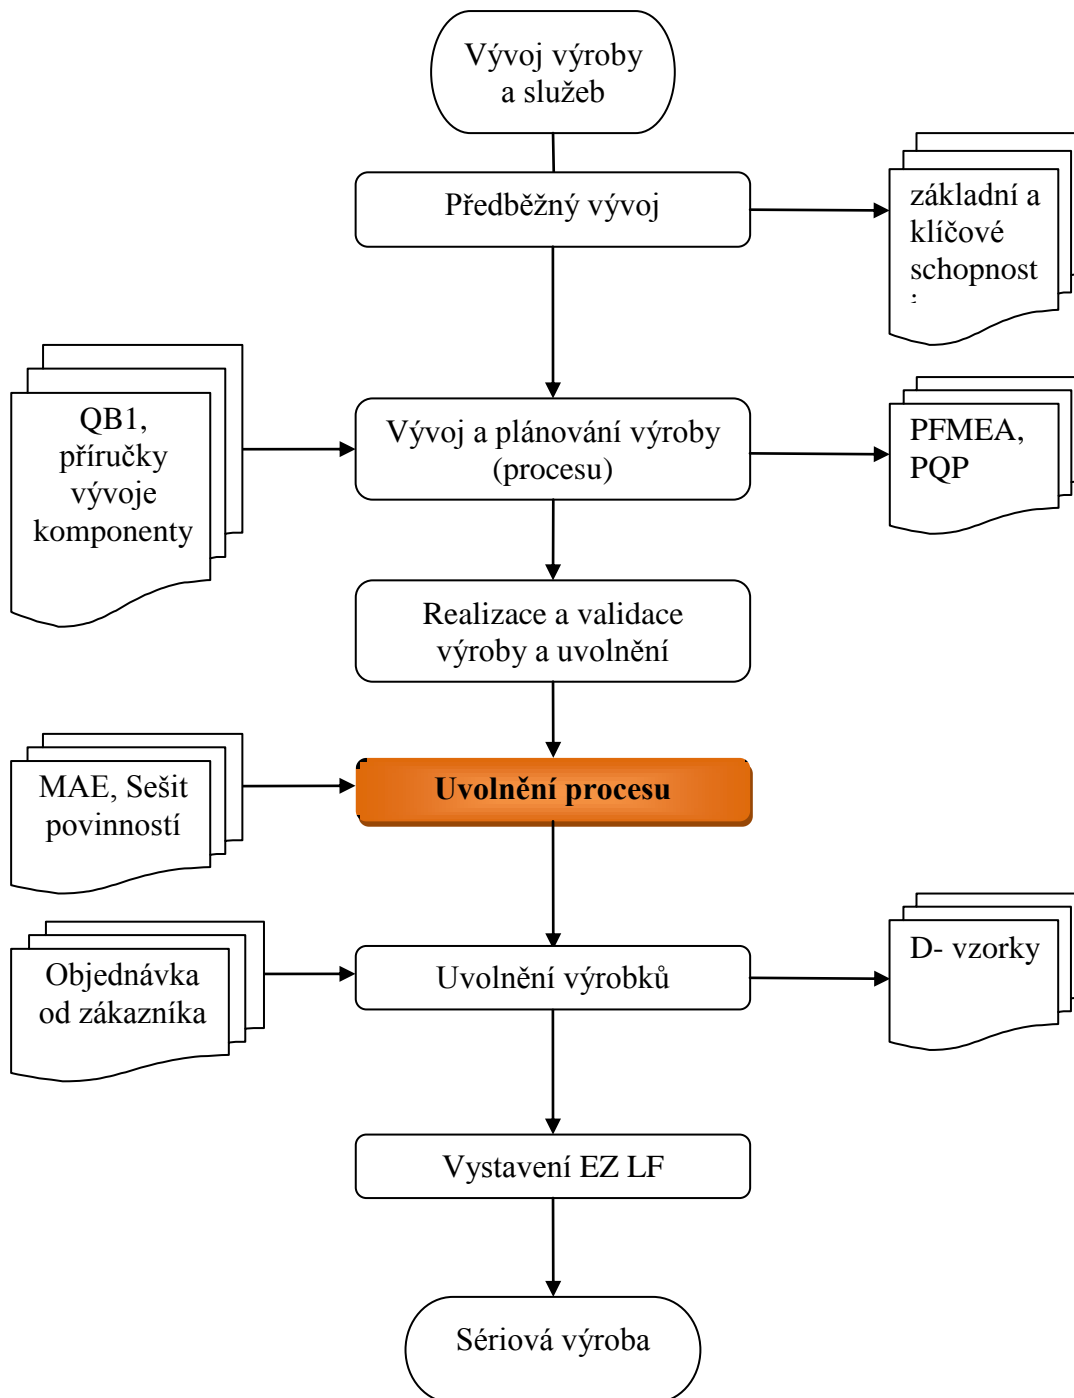 Vývoj výroby
a služeb
Předběžný vývoj
základní a
klíčové
schopnost
i
QB1,
příručky
vývoje
komponenty
Vývoj a plánování výroby
(procesu)
PFMEA,
PQP
Realizace a validace
výroby a uvolnění
MAE, Sešit
povinností
Uvolnění procesu
Objednávka
od zákazníka
Uvolnění výrobků
D- vzorky
Vystavení EZ LF
Sériová výroba